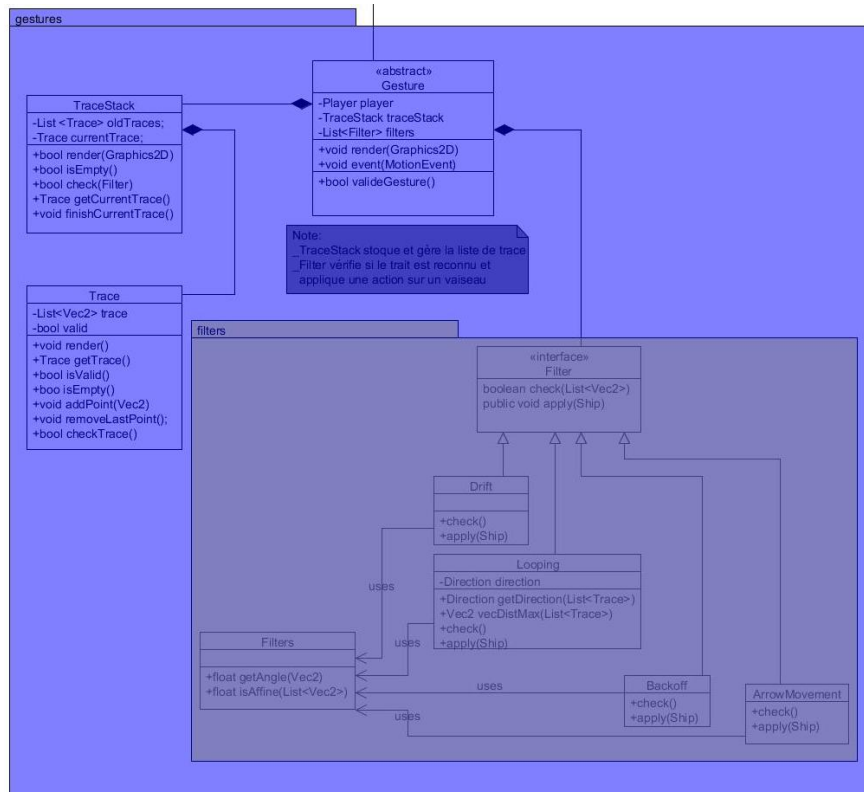 gestures
«abstract»
Gesture
-Player player
-TraceStack traceStack
-List<Filter> filters
+void render(Graphics2D)
+void event(MotionEvent)
+bool valideGesture()
TraceStack
-List <Trace> oldTraces;
-Trace currentTrace;
+bool render(Graphics2D)
+bool isEmpty()
+bool check(Filter)
+Trace getCurrentTrace()
+void finishCurrentTrace()
Note:
_TraceStack stoque et gère la liste de trace
_Filter vérifie si le trait est reconnu et
applique une action sur un vaiseau
Trace
-List<Vec2> trace
-bool valid
+void render()
+Trace getTrace()
+bool isValid()
+boo isEmpty()
+void addPoint(Vec2)
+void removeLastPoint();
+bool checkTrace()
filters
«interface»
Filter
boolean check(List<Vec2>)
public void apply(Ship)
Drift
+check()
+apply(Ship)
uses
Looping
-Direction direction
+Direction getDirection(List<Trace>)
+Vec2 vecDistMax(List<Trace>)
+check()
+apply(Ship)
uses
Filters
+float getAngle(Vec2)
+float isAffine(List<Vec2>)
uses
Backoff
+check()
+apply(Ship)
uses
ArrowMovement
+check()
+apply(Ship)